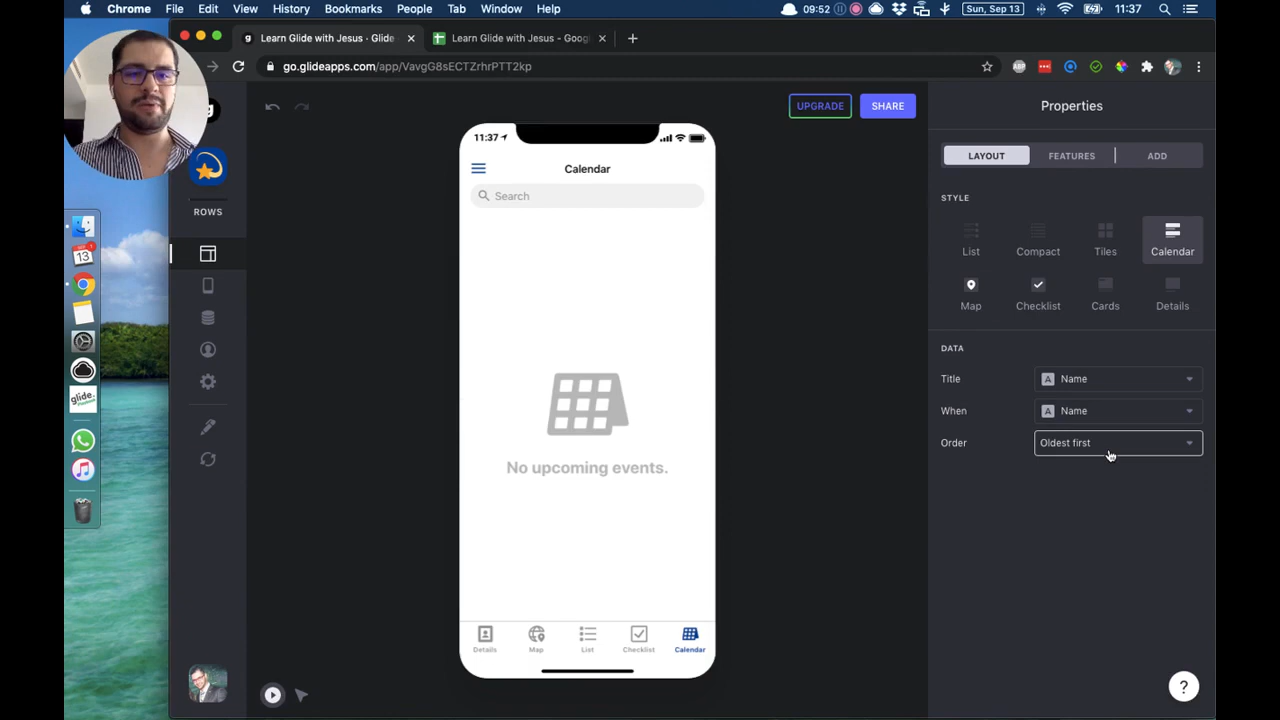 Chrome File Edit View History Bookmarks People Tab Window Help 09:52 Sun, Sep 13 11:37
Learn Glide with Jesus · Glide
Learn Glide with Jesus - Goog
go.glideapps.com/app/VavgG8sECTZrhrPTT2kp
ABP
UPGRADE
SHARE
Properties
11:37
Calendar
Search
No upcoming events.
Details
Map
List
Checklist
Calendar
ROWS
LAYOUT
FEATURES
ADD
STYLE
List
Compact
Tiles
Calendar
Map
Checklist
Cards
Details
DATA
Title
A Name
When
A Name
Order
Oldest first
13
glide.
?